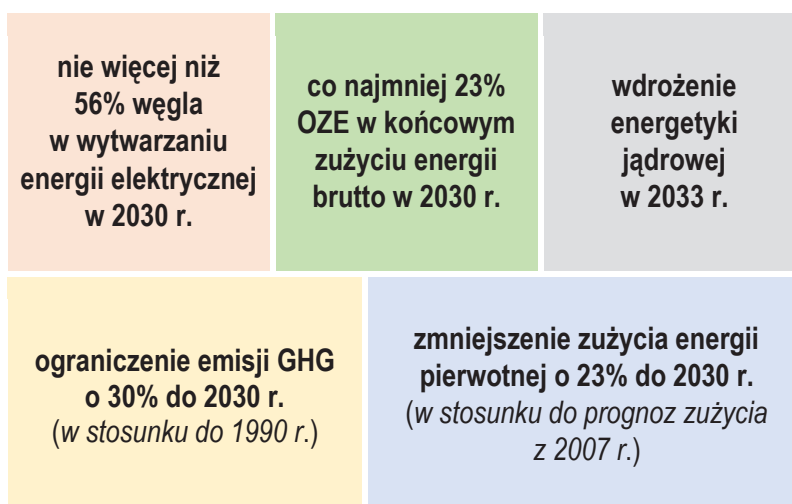 nie więcej niż
56% węgla
w wytwarzaniu
energii elektrycznej
w 2030 r.
co najmniej 23%
OZE w końcowym
zużyciu energii
brutto w 2030 r.
wdrożenie
energetyki
jądrowej
w 2033 r.
ograniczenie emisji GHG
o 30% do 2030 r.
(w stosunku do 1990 r.)
zmniejszenie zużycia energii
pierwotnej o 23% do 2030 r.
(w stosunku do prognoz zużycia
z 2007 r.)